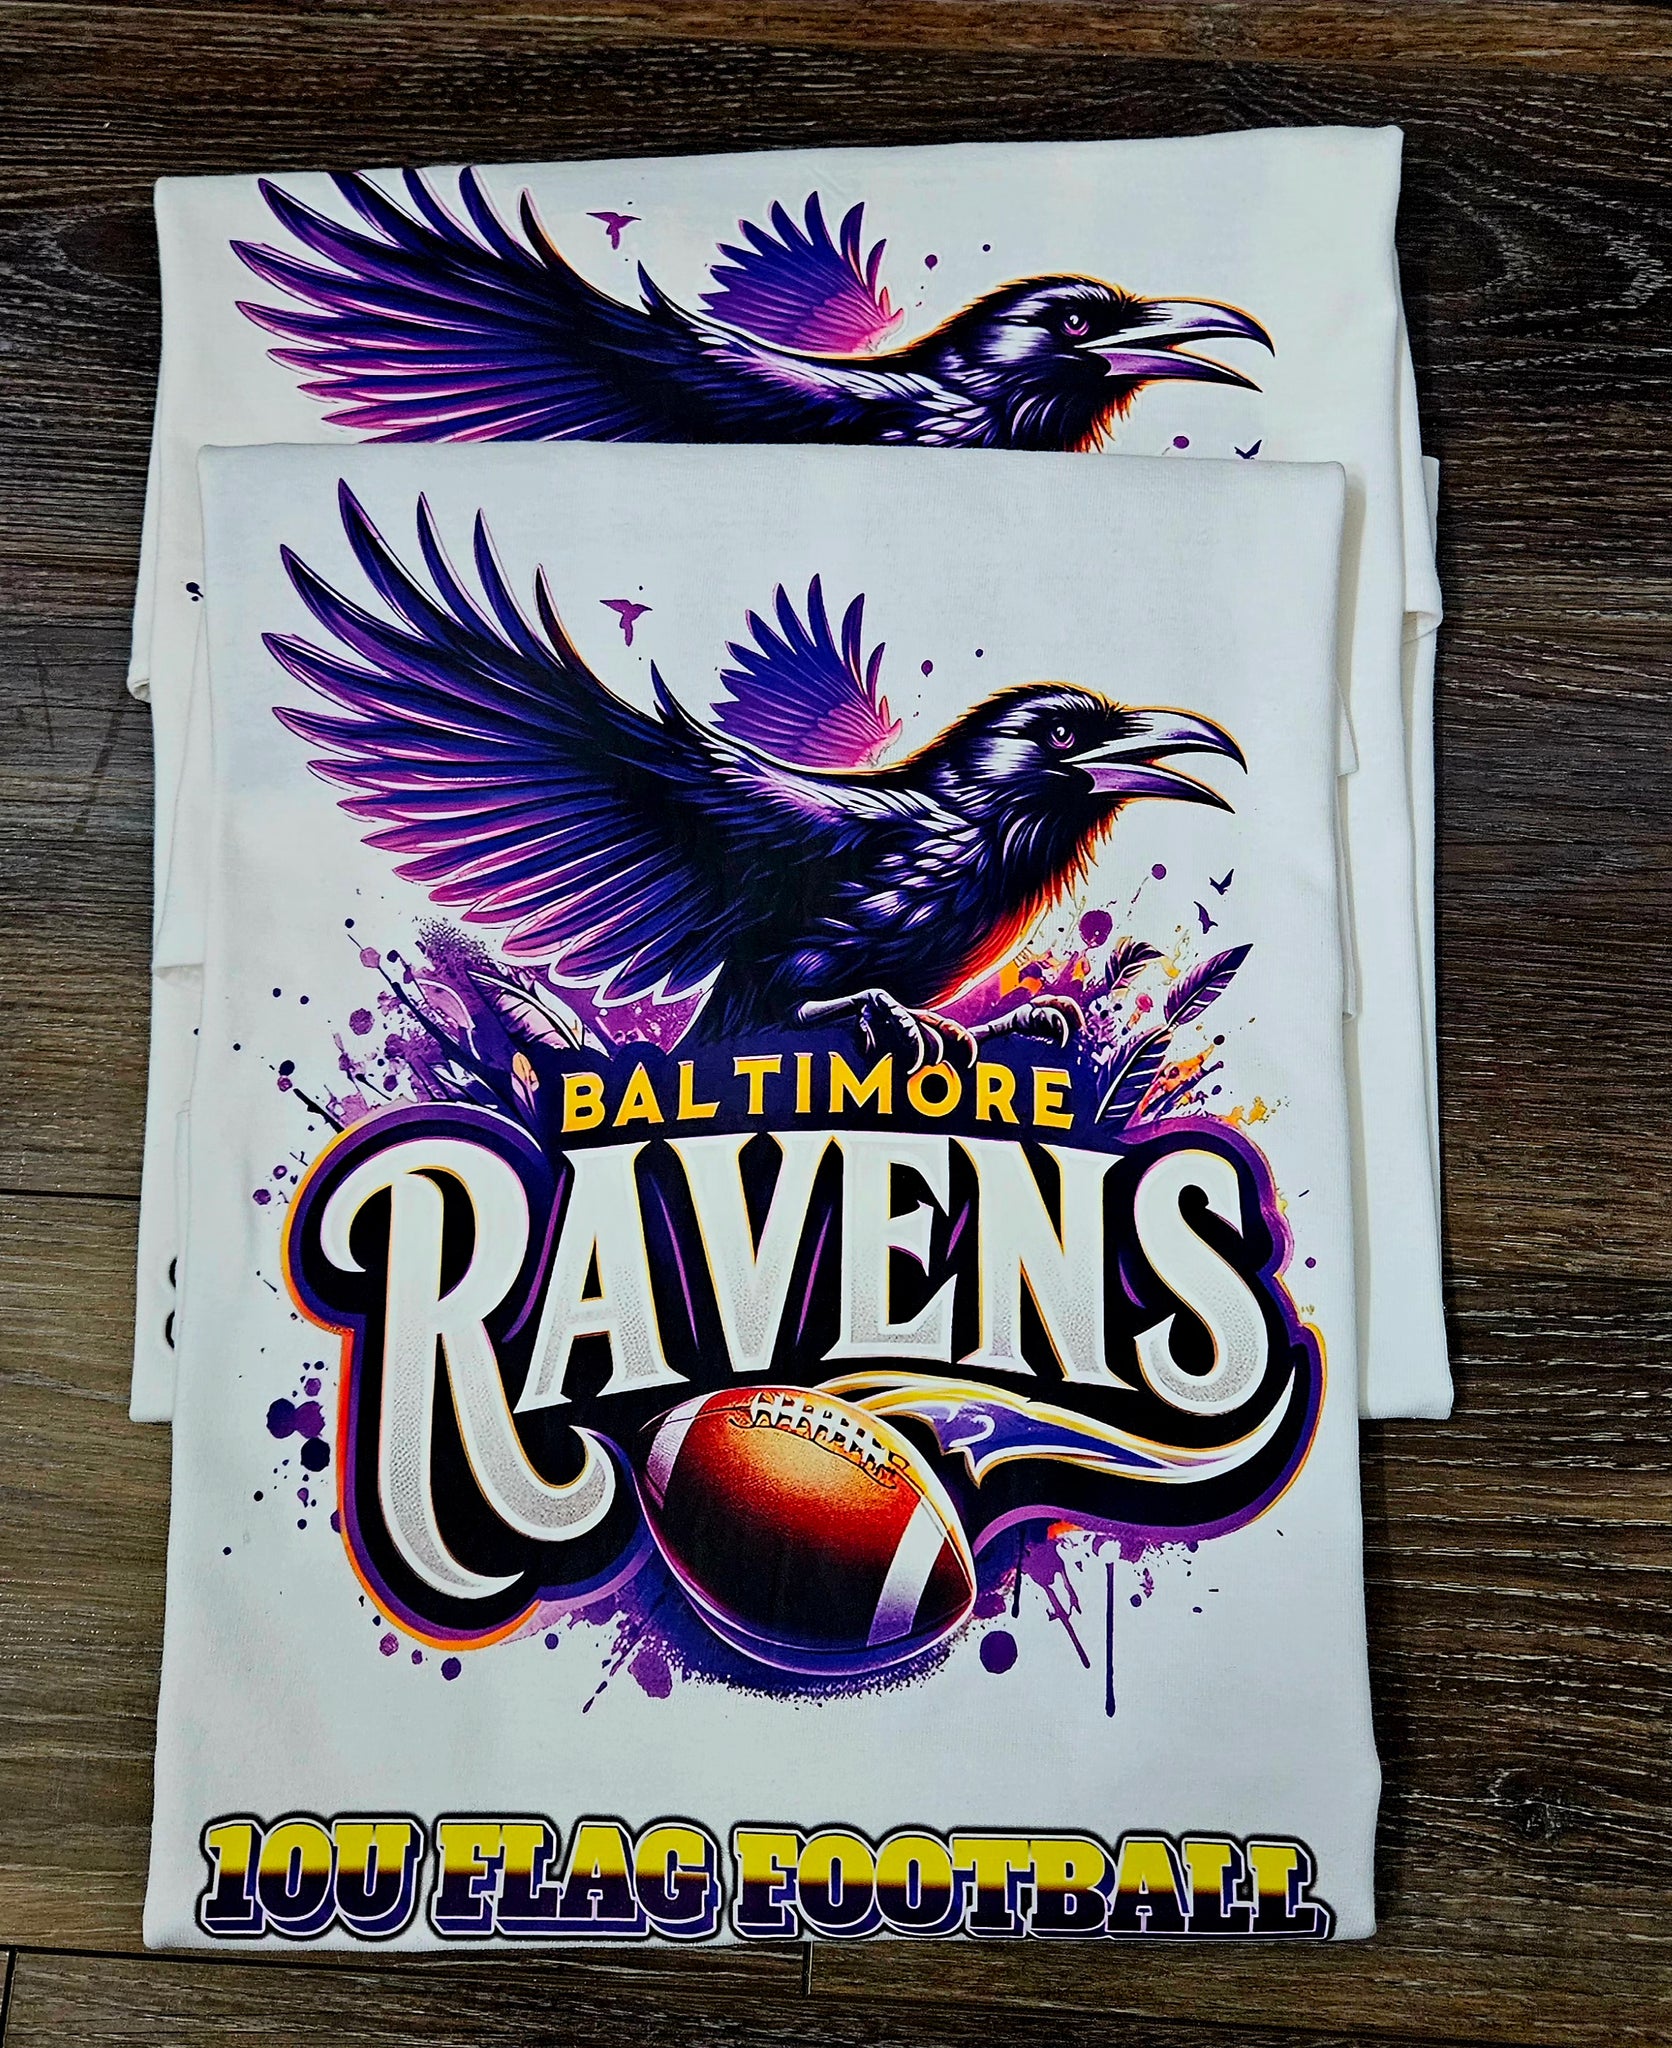 BALTIMORE
RAVENS
10U FLAG FOOTBALL